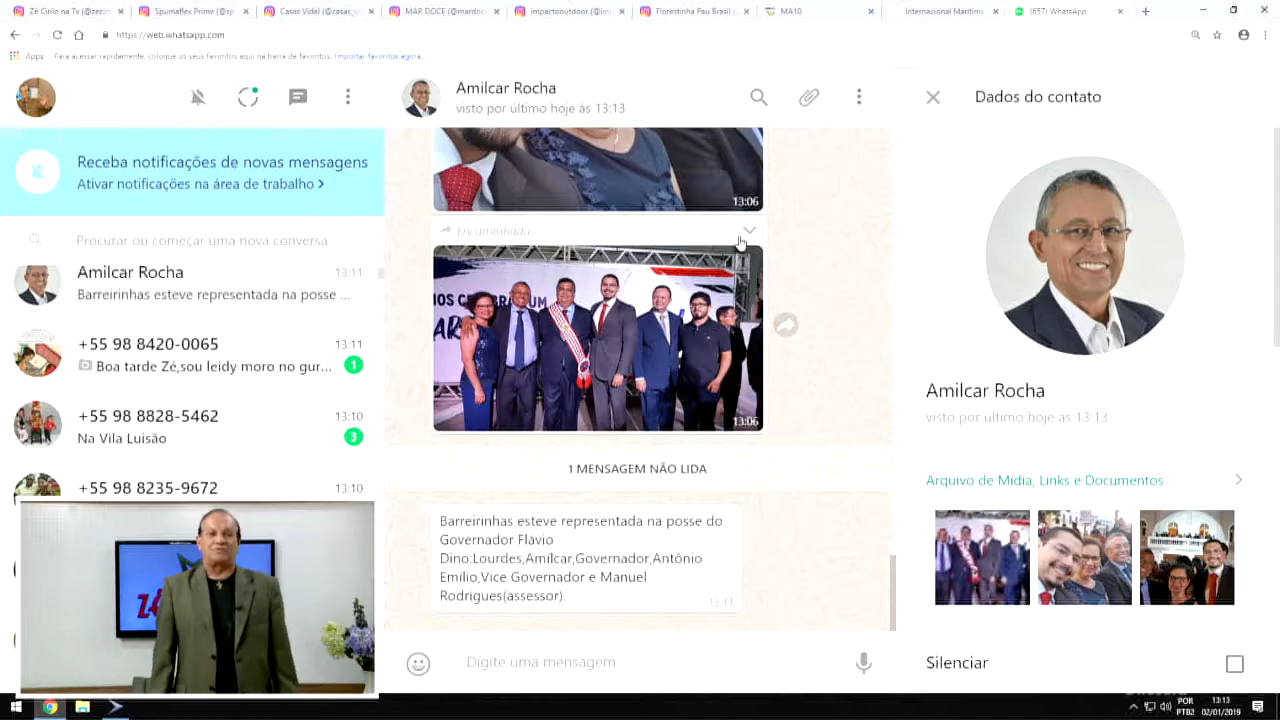 Zé Cirilo na Tv (@zec
Spumaflex Prime (@sp
Casas Vidal (@casas_v
MAR DOCE (@mardoc
impactooutdoor (@im
Florestinha Pau Brasil (
MA10
Internacional Marítim
(657) WhatsApp
https://web.whatsapp.com
Apps Para acessar rapidamente, coloque os seus favoritos aqui na barra de favoritos. Importar favoritos agora...
Amilcar Rocha
visto por último hoje às 13:13
Dados do contato
Receba notificações de novas mensagens
Ativar notificações na área de trabalho >
Procurar ou começar uma nova conversa
Amilcar Rocha 13:11
Barreirinhas esteve representada na posse ...
+55 98 8420-0065 13:11
Boa tarde Zé,sou leidy moro no gur... 1
+55 98 8828-5462 13:10
Na Vila Luisão 3
+55 98 8235-9672 13:10
13:06
Encaminhada
13:06
1 MENSAGEM NÃO LIDA
Barreirinhas esteve representada na posse do
Governador Flávio
Dino:Lourdes,Amílcar,Governador,Antônio
Emílio,Vice Governador e Manuel
Rodrigues(assessor).
13:11
Digite uma mensagem
Amilcar Rocha
visto por último hoje às 13:13
Arquivo de Mídia, Links e Documentos
Silenciar
POR
PTB2
13:13
02/01/2019